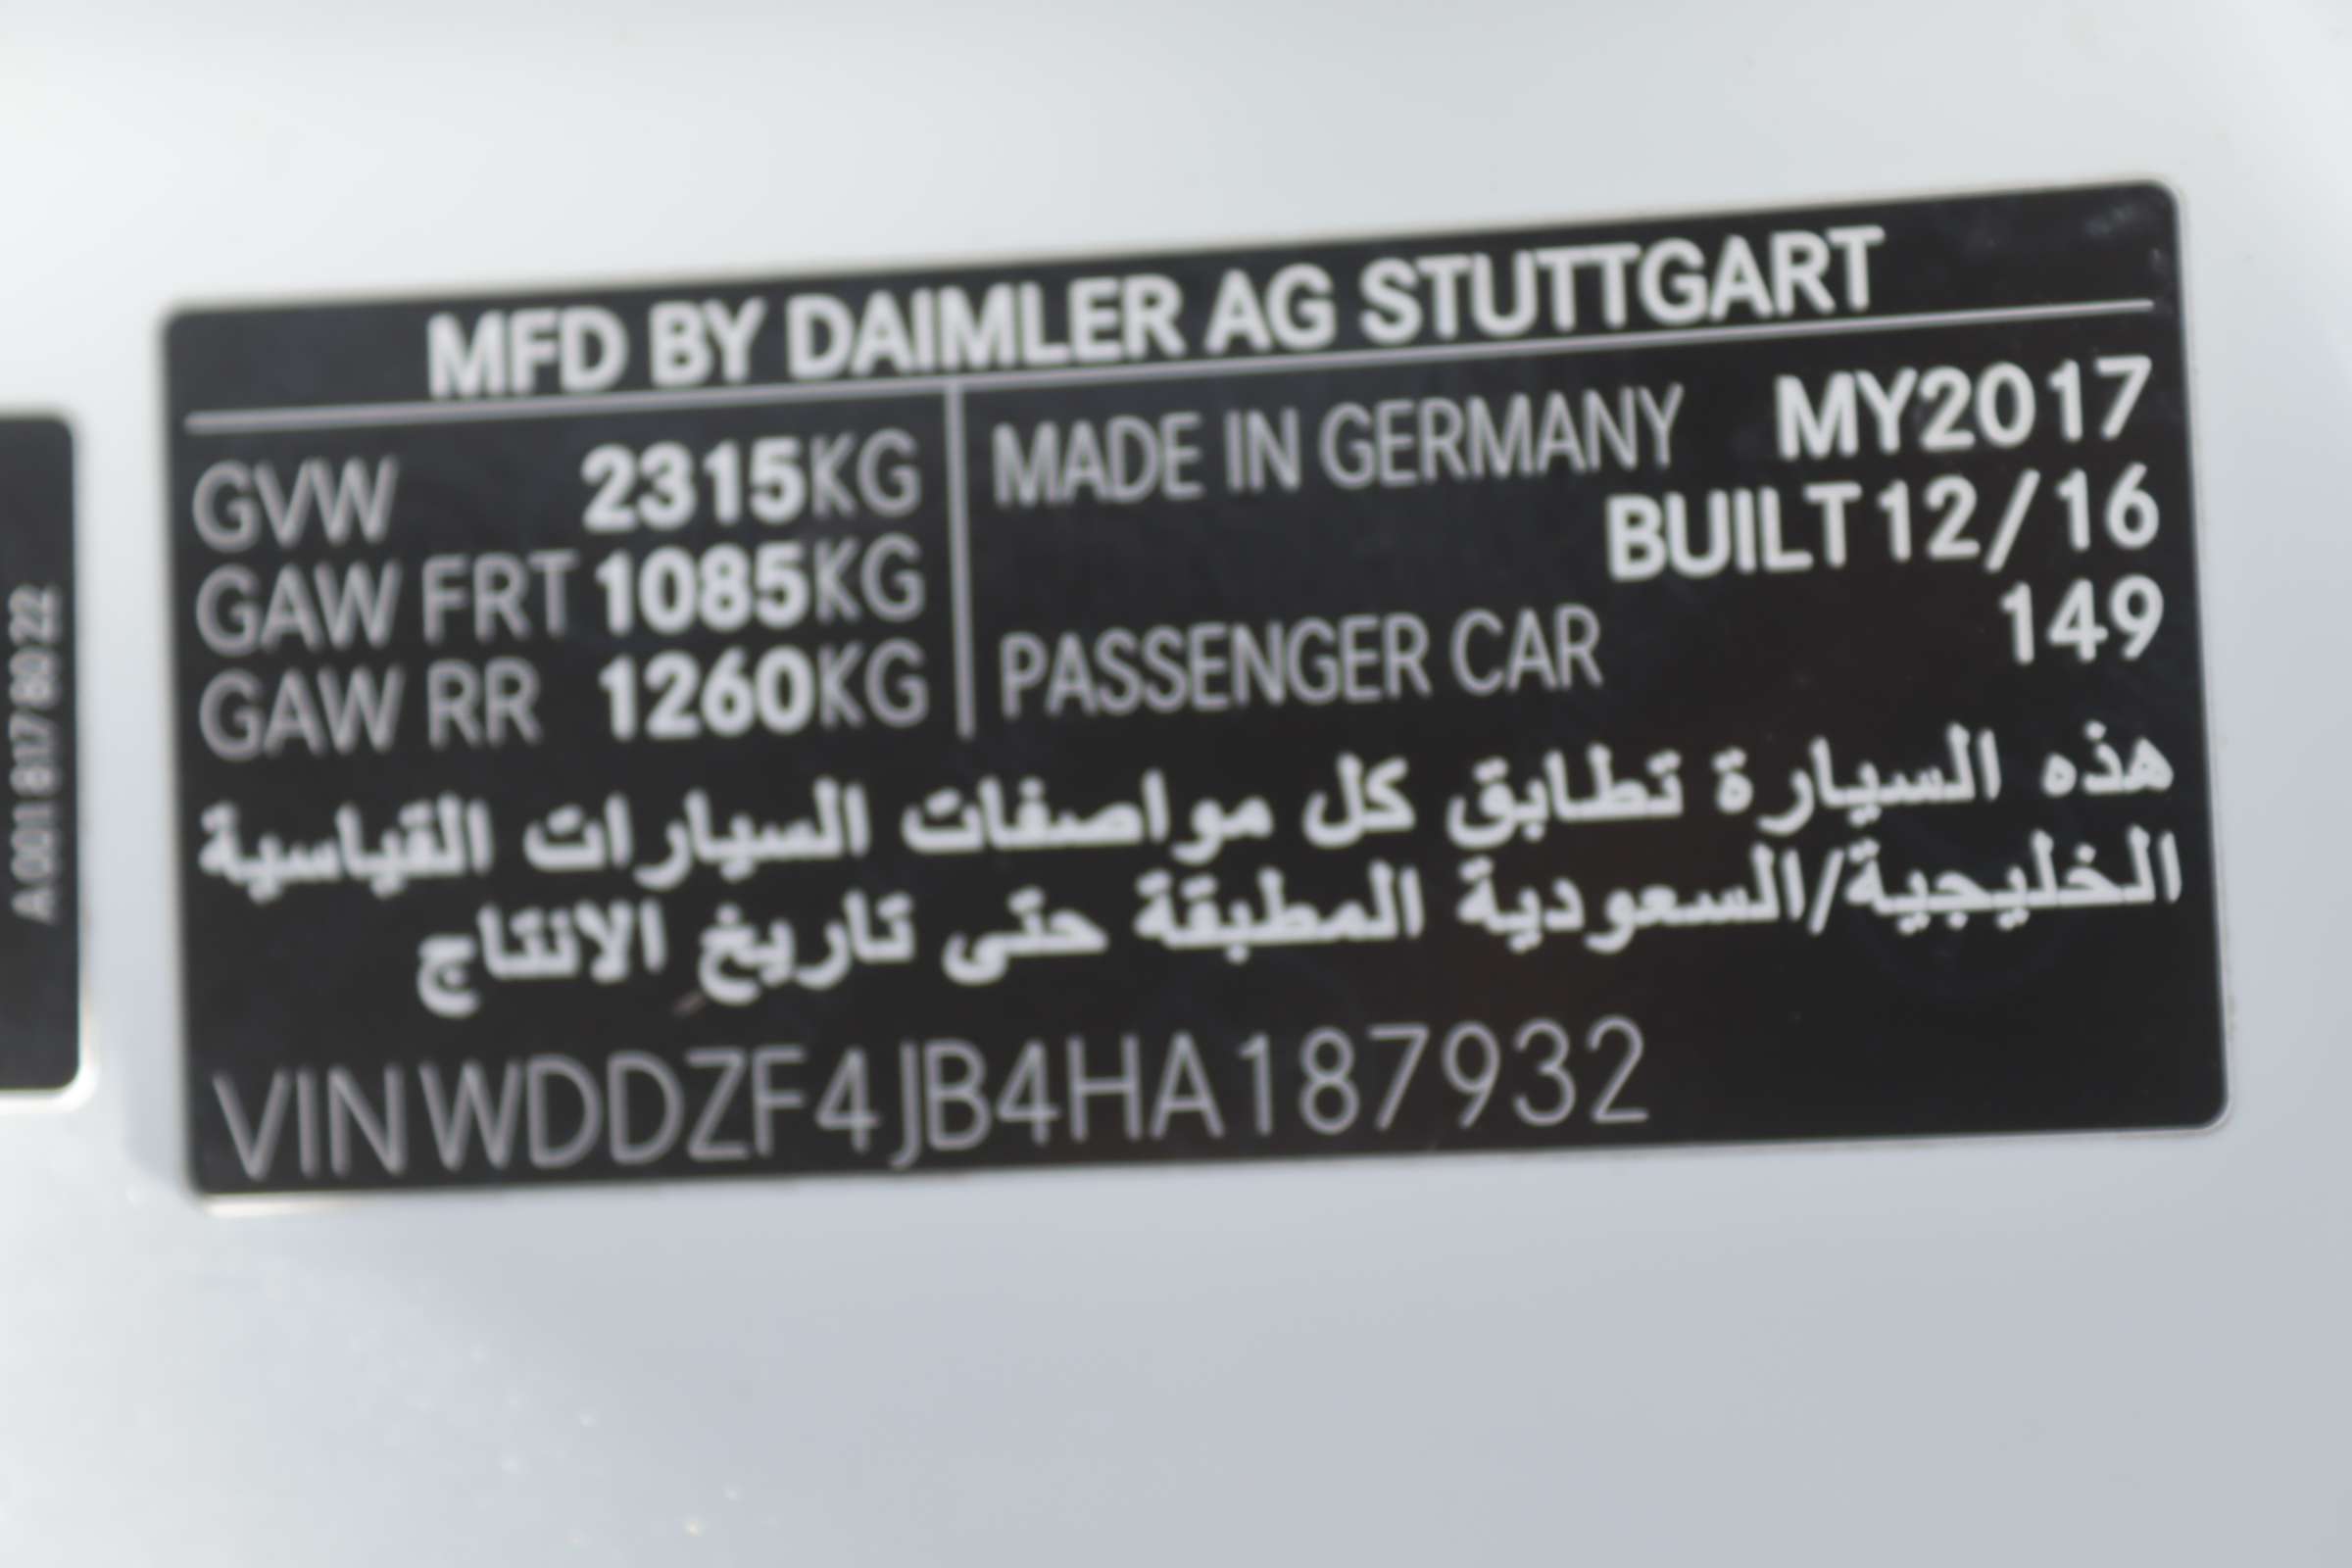 MFD BY DAIMLER AG STUTTGART
GVW 2315KG
GAW FRT 1085KG
GAW RR 1260KG
MADE IN GERMANY MY2017
BUILT 12/16
PASSENGER CAR 149
هذه السيارة تطابق كل مواصفات السيارات القياسية
الخليجية/السعودية المطبقة حتى تاريخ الانتاج
VIN WDDZF4JB4HA187932
A0018178022